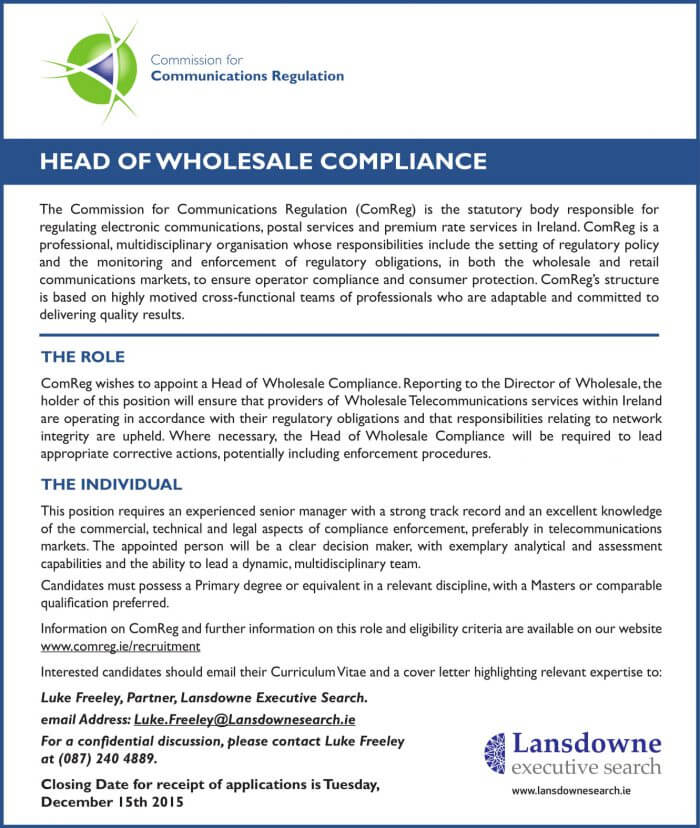 Commission for
Communications Regulation
HEAD OF WHOLESALE COMPLIANCE
The Commission for Communications Regulation (ComReg) is the statutory body responsible for
regulating electronic communications, postal services and premium rate services in Ireland. ComReg is a
professional, multidisciplinary organisation whose responsibilities include the setting of regulatory policy
and the monitoring and enforcement of regulatory obligations, in both the wholesale and retail
communications markets, to ensure operator compliance and consumer protection. ComReg's structure
is based on highly motived cross-functional teams of professionals who are adaptable and committed to
delivering quality results.
THE ROLE
ComReg wishes to appoint a Head of Wholesale Compliance. Reporting to the Director of Wholesale, the
holder of this position will ensure that providers of Wholesale Telecommunications services within Ireland
are operating in accordance with their regulatory obligations and that responsibilities relating to network
integrity are upheld. Where necessary, the Head of Wholesale Compliance will be required to lead
appropriate corrective actions, potentially including enforcement procedures.
THE INDIVIDUAL
This position requires an experienced senior manager with a strong track record and an excellent knowledge
of the commercial, technical and legal aspects of compliance enforcement, preferably in telecommunications
markets. The appointed person will be a clear decision maker, with exemplary analytical and assessment
capabilities and the ability to lead a dynamic, multidisciplinary team.
Candidates must possess a Primary degree or equivalent in a relevant discipline, with a Masters or comparable
qualification preferred.
Information on ComReg and further information on this role and eligibility criteria are available on our website
www.comreg.ie/recruitment
Interested candidates should email their Curriculum Vitae and a cover letter highlighting relevant expertise to:
Luke Freeley, Partner, Lansdowne Executive Search.
email Address: Luke.Freeley@Lansdownesearch.ie
For a confidential discussion, please contact Luke Freeley
at (087) 240 4889.
Closing Date for receipt of applications is Tuesday,
December 15th 2015
Lansdowne
executive search
www.lansdownesearch.ie